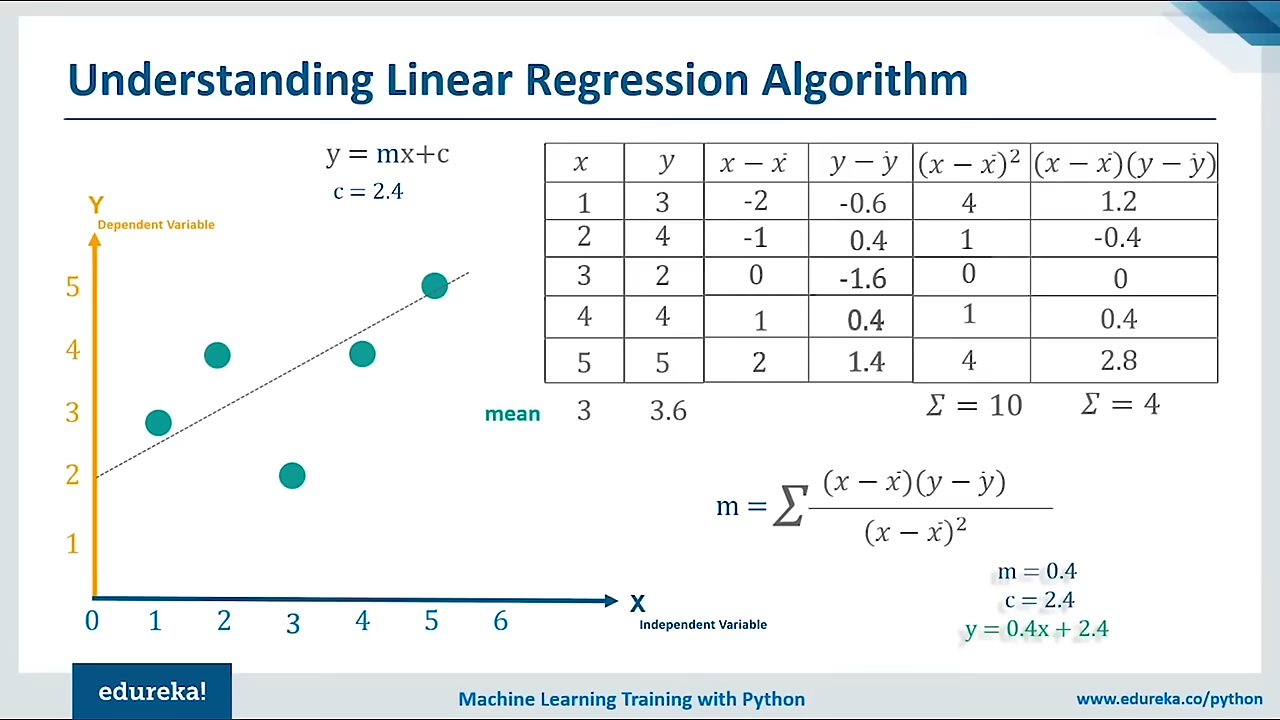 Understanding Linear Regression Algorithm
y = mx+c
c = 2.4
Y
Dependent Variable
5
4
3
2
1
0 1 2 3 4 5 6
X
Independent Variable
x y x − x̄ y − ẏ (x − x̄)² (x − x̄)(y − ẏ)
1 3 -2 -0.6 4 1.2
2 4 -1 0.4 1 -0.4
3 2 0 -1.6 0 0
4 4 1 0.4 1 0.4
5 5 2 1.4 4 2.8
mean 3 3.6 Σ = 10 Σ = 4
m = Σ (x − x̄)(y − ẏ)
(x − x̄)²
m = 0.4
c = 2.4
y = 0.4x + 2.4
edureka!
Machine Learning Training with Python
www.edureka.co/python